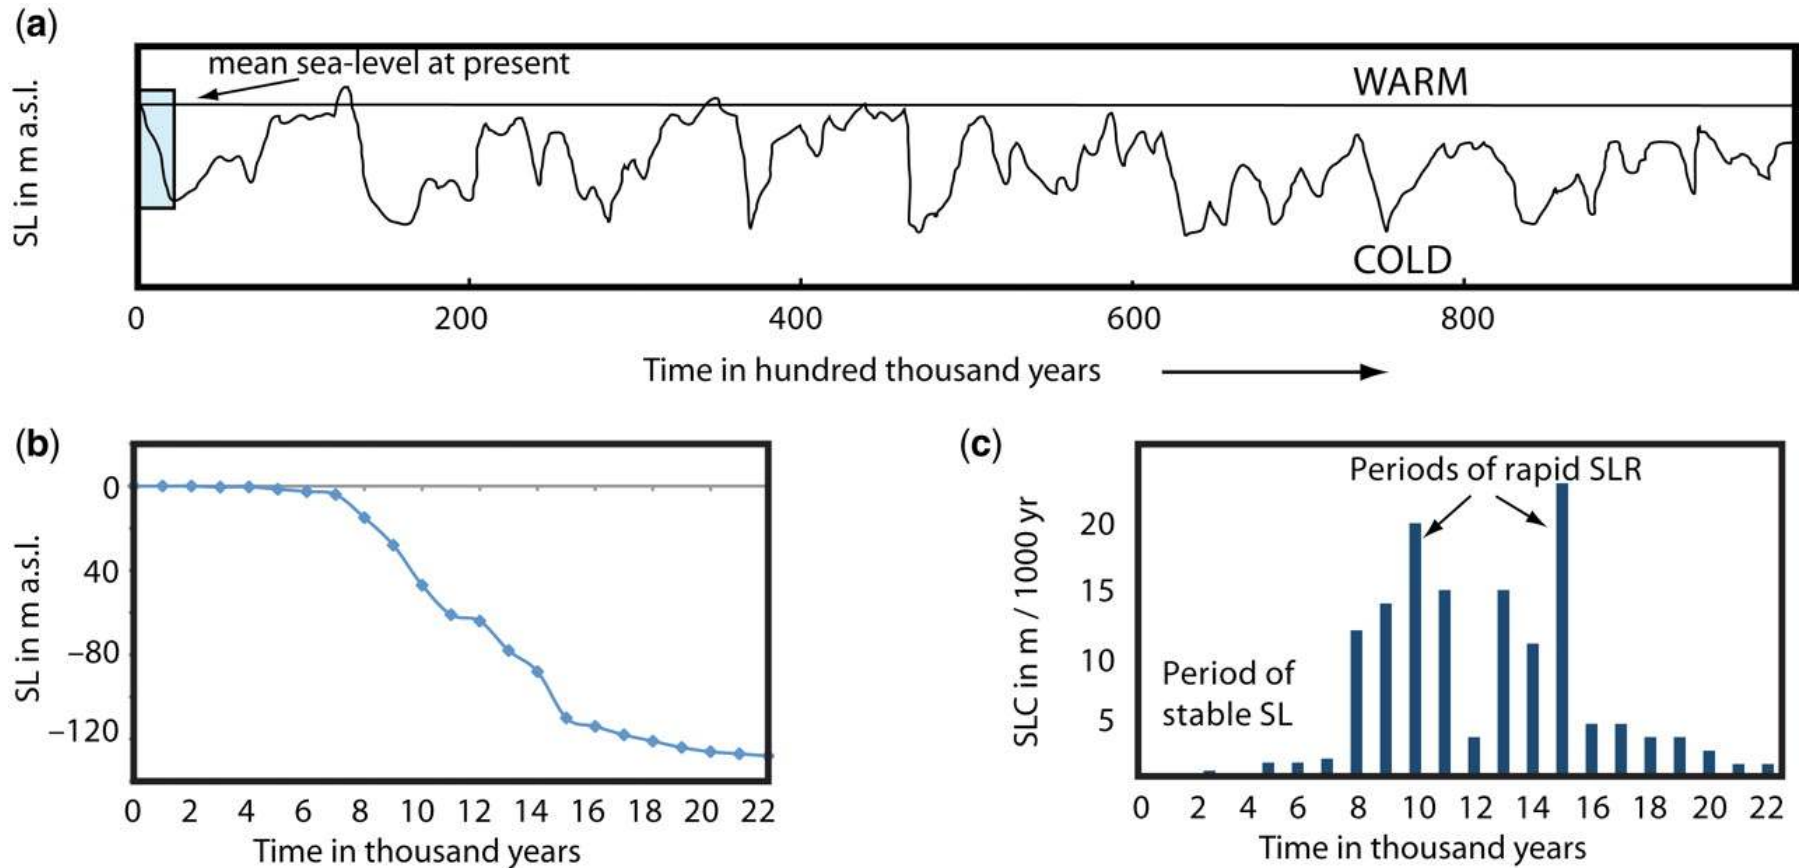 (a)
SL in m a.s.l.
mean sea-level at present
WARM
COLD
0 200 400 600 800
Time in hundred thousand years
(b)
SL in m a.s.l.
0
40
−80
−120
0 2 4 6 8 10 12 14 16 18 20 22
Time in thousand years
(c)
SLC in m / 1000 yr
20
15
10
5
Periods of rapid SLR
Period of
stable SL
0 2 4 6 8 10 12 14 16 18 20 22
Time in thousand years